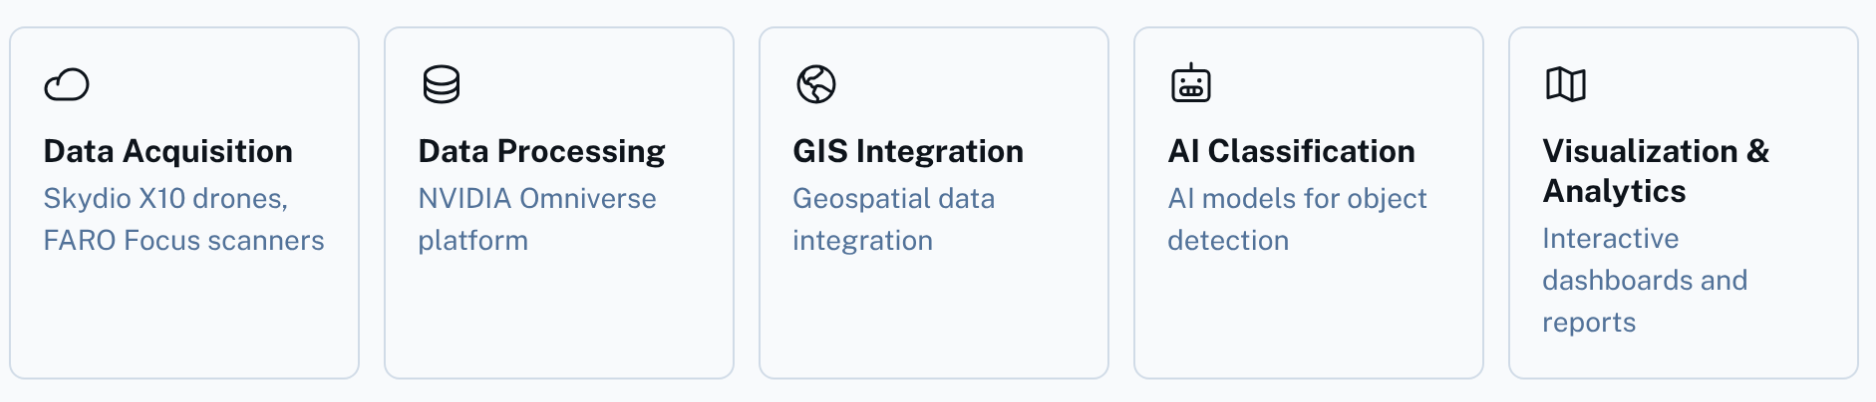 Data Acquisition
Skydio X10 drones,
FARO Focus scanners
Data Processing
NVIDIA Omniverse
platform
GIS Integration
Geospatial data
integration
AI Classification
AI models for object
detection
Visualization &
Analytics
Interactive
dashboards and
reports